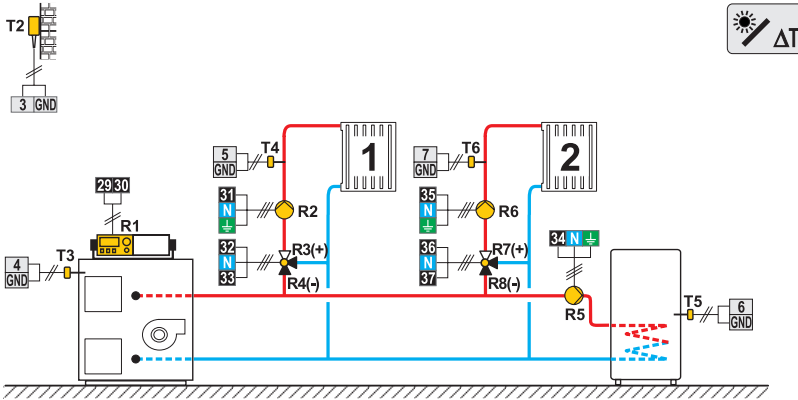 T2
ΔT
3 GND
5
GND
T4
1
7
GND
T6
2
29 30
R1
31
N
R2
35
N
R6
32
N
33
R3(+)
R4(-)
36
N
37
R7(+)
R8(-)
34 N
R5
4
GND
T3
T5
6
GND